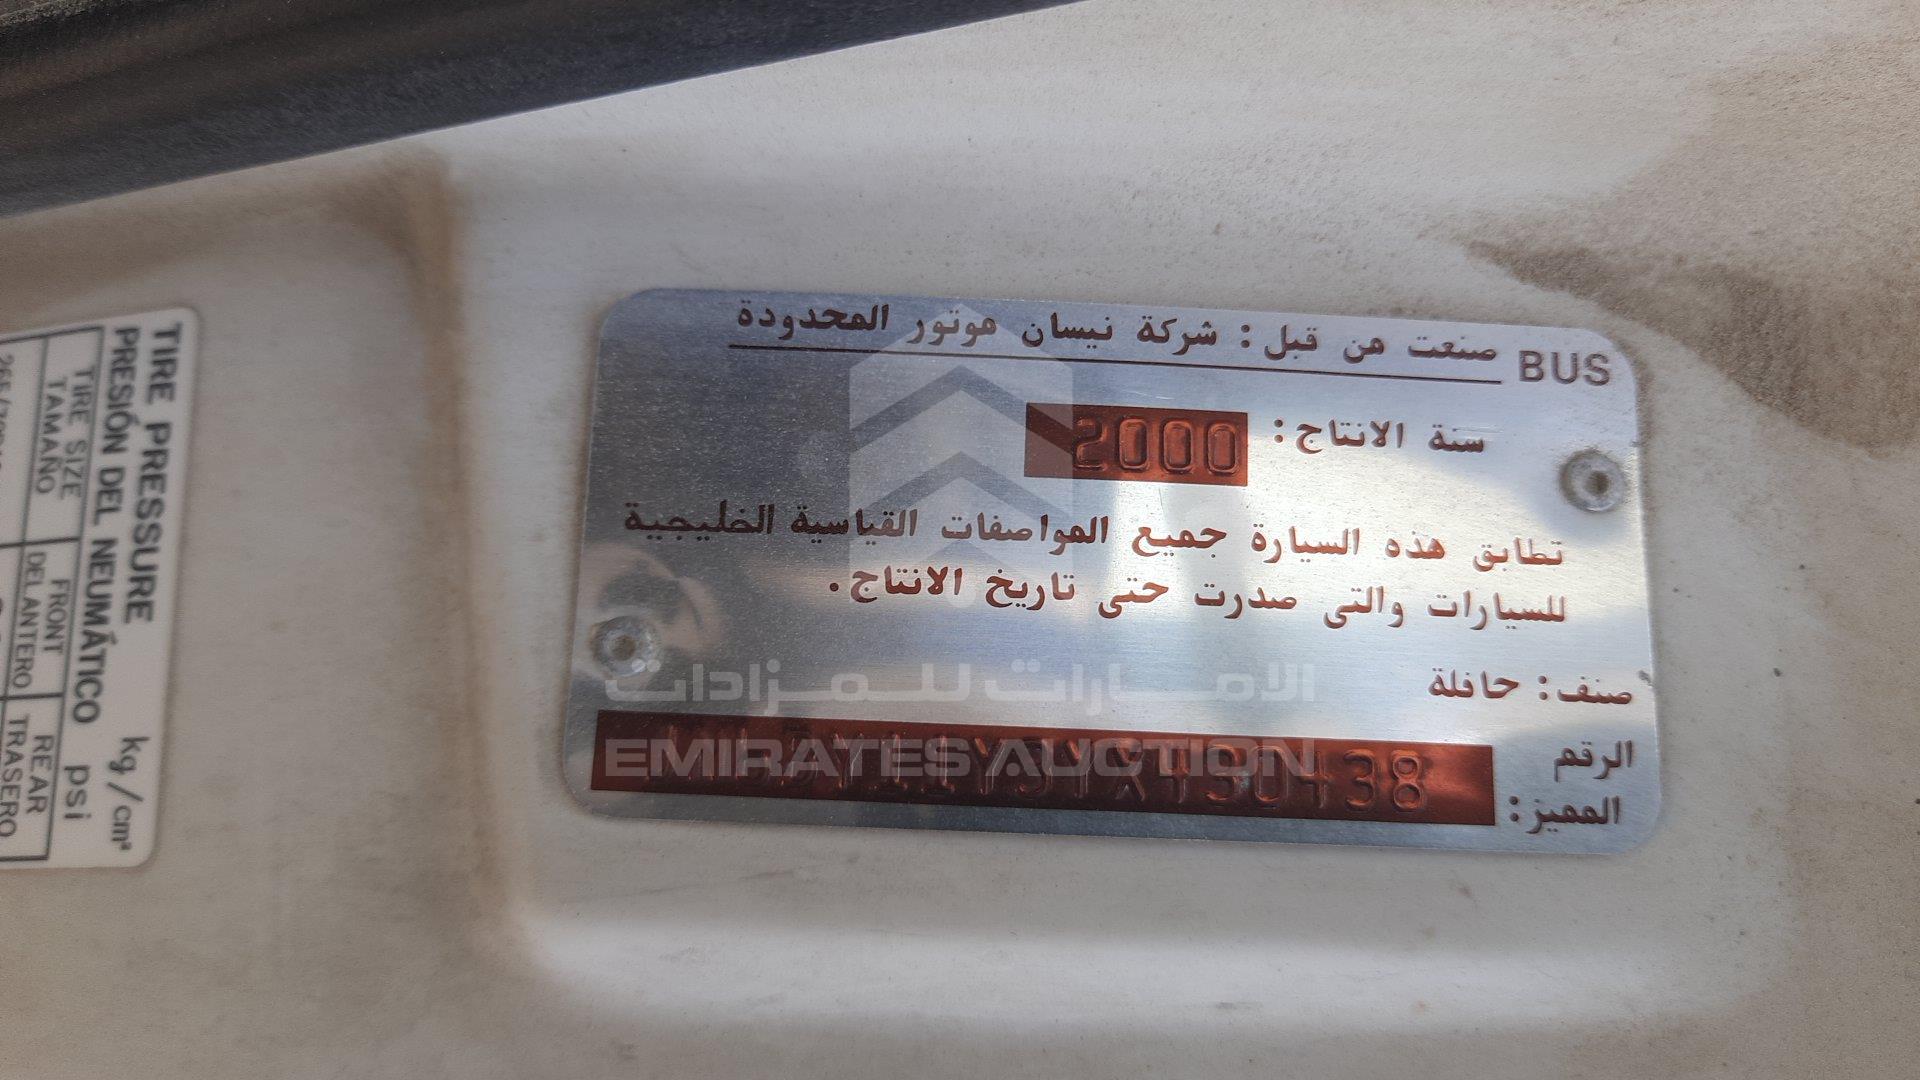 BUS صنعت من قبل: شركة نيسان موتور المحدودة
سنة الانتاج: 2000
تطابق هذه السيارة جميع المواصفات القياسية الخليجية
للسيارات والتى صدرت حتى تاريخ الانتاج.
صنف: حافلة
الرقم
المميز:
الامارات للمزادات
EMIRATES AUCTION
TIRE PRESSURE kg/cm²
PRESIÓN DEL NEUMÁTICO psi
TIRE SIZE
TAMAÑO
FRONT
DELANTERO
REAR
TRASERO